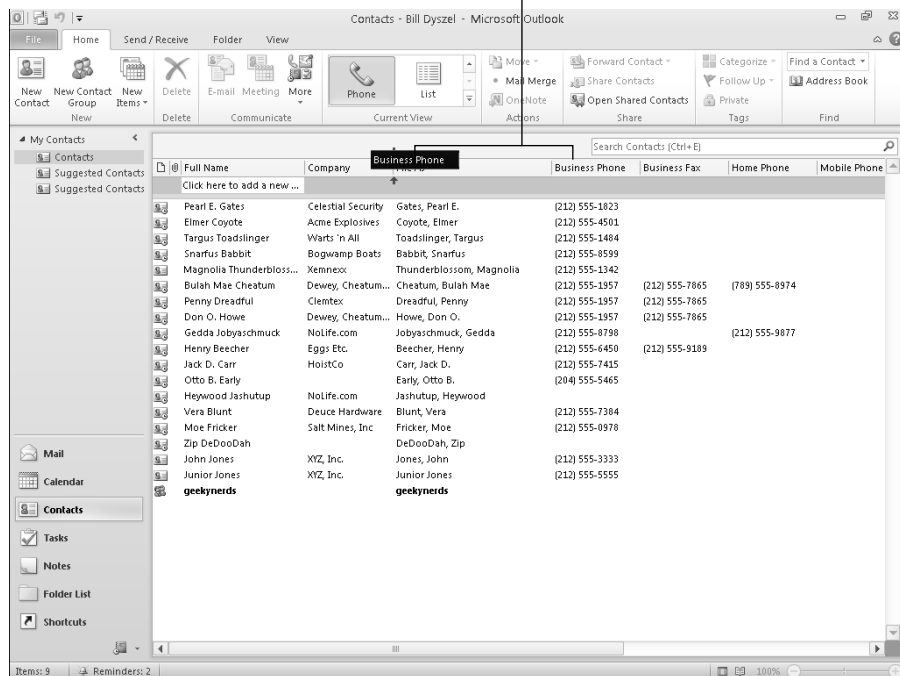 Contacts - Bill Dyszel - Microsoft Outlook
File Home Send / Receive Folder View
New Contact
New Contact Group
New Items
Delete
E-mail Meeting More
Phone List
Move
Mail Merge
OneNote
Forward Contact
Share Contacts
Open Shared Contacts
Categorize
Follow Up
Private
Find a Contact
Address Book
New Delete Communicate Current View Actions Share Tags Find
My Contacts
Contacts
Suggested Contacts
Suggested Contacts
Search Contacts (Ctrl+E)
Business Phone
Full Name Company Business Phone Business Fax Home Phone Mobile Phone
Click here to add a new ...
Pearl E. Gates Celestial Security Gates, Pearl E. (212) 555-1823
Elmer Coyote Acme Explosives Coyote, Elmer (212) 555-4501
Targus Toadslinger Warts 'n All Toadslinger, Targus (212) 555-1484
Snarfus Babbit Bogwamp Boats Babbit, Snarfus (212) 555-8599
Magnolia Thunderbloss... Xemnexx Thunderblossom, Magnolia (212) 555-1342
Bulah Mae Cheatum Dewey, Cheatum... Cheatum, Bulah Mae (212) 555-1957 (212) 555-7865 (789) 555-8974
Penny Dreadful Clemtex Dreadful, Penny (212) 555-1957 (212) 555-7865
Don O. Howe Dewey, Cheatum... Howe, Don O. (212) 555-1957 (212) 555-7865
Gedda Jobyaschmuck NoLife.com Jobyaschmuck, Gedda (212) 555-8798 (212) 555-9877
Henry Beecher Eggs Etc. Beecher, Henry (212) 555-6450 (212) 555-9189
Jack D. Carr HoistCo Carr, Jack D. (212) 555-7415
Otto B. Early Early, Otto B. (204) 555-5465
Heywood Jashutup NoLife.com Jashutup, Heywood
Vera Blunt Deuce Hardware Blunt, Vera (212) 555-7384
Moe Fricker Salt Mines, Inc Fricker, Moe (212) 555-0978
Zip DeDooDah DeDooDah, Zip
John Jones XYZ, Inc. Jones, John (212) 555-3333
Junior Jones XYZ, Inc. Junior Jones (212) 555-5555
geekynerds geekynerds
Mail
Calendar
Contacts
Tasks
Notes
Folder List
Shortcuts
Items: 9 Reminders: 2 100%